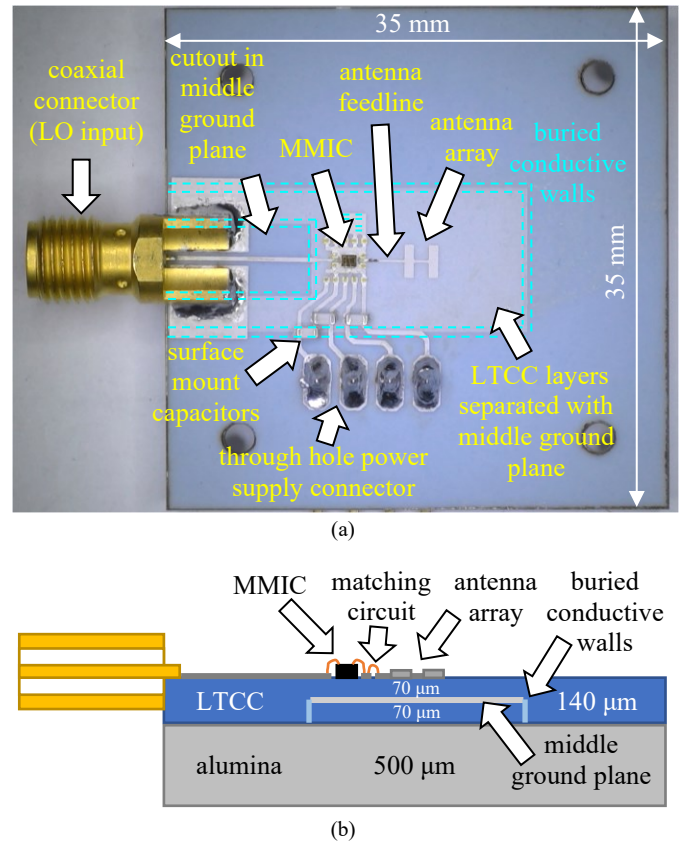 35 mm
coaxial
connector
(LO input)
cutout in
middle
ground
plane
antenna
feedline
MMIC
antenna
array
buried
conductive
walls
35 mm
surface
mount
capacitors
LTCC layers
separated with
middle ground
plane
through hole power
supply connector
(a)
MMIC
matching
circuit
antenna
array
buried
conductive
walls
70 μm
LTCC
140 μm
70 μm
alumina
500 μm
middle
ground plane
(b)